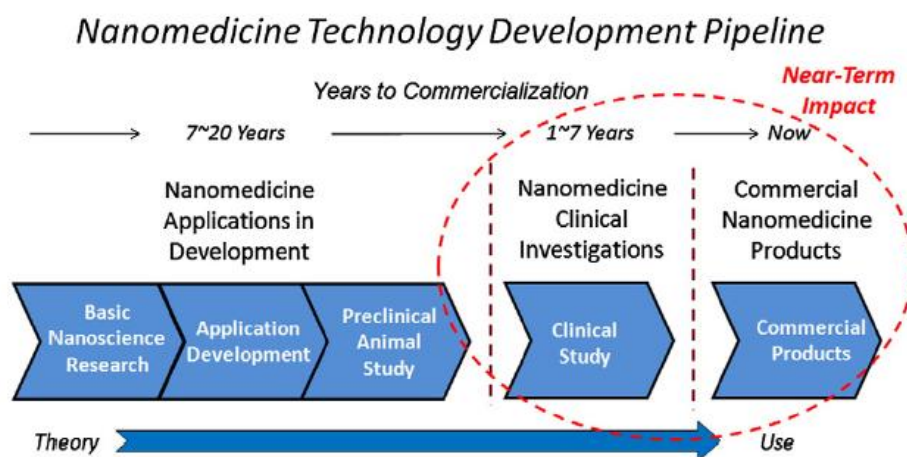 Nanomedicine Technology Development Pipeline
Near-Term
Impact
Years to Commercialization
7~20 Years
1~7 Years
Now
Nanomedicine
Applications in
Development
Nanomedicine
Clinical
Investigations
Commercial
Nanomedicine
Products
Basic
Nanoscience
Research
Application
Development
Preclinical
Animal
Study
Clinical
Study
Commercial
Products
Theory
Use